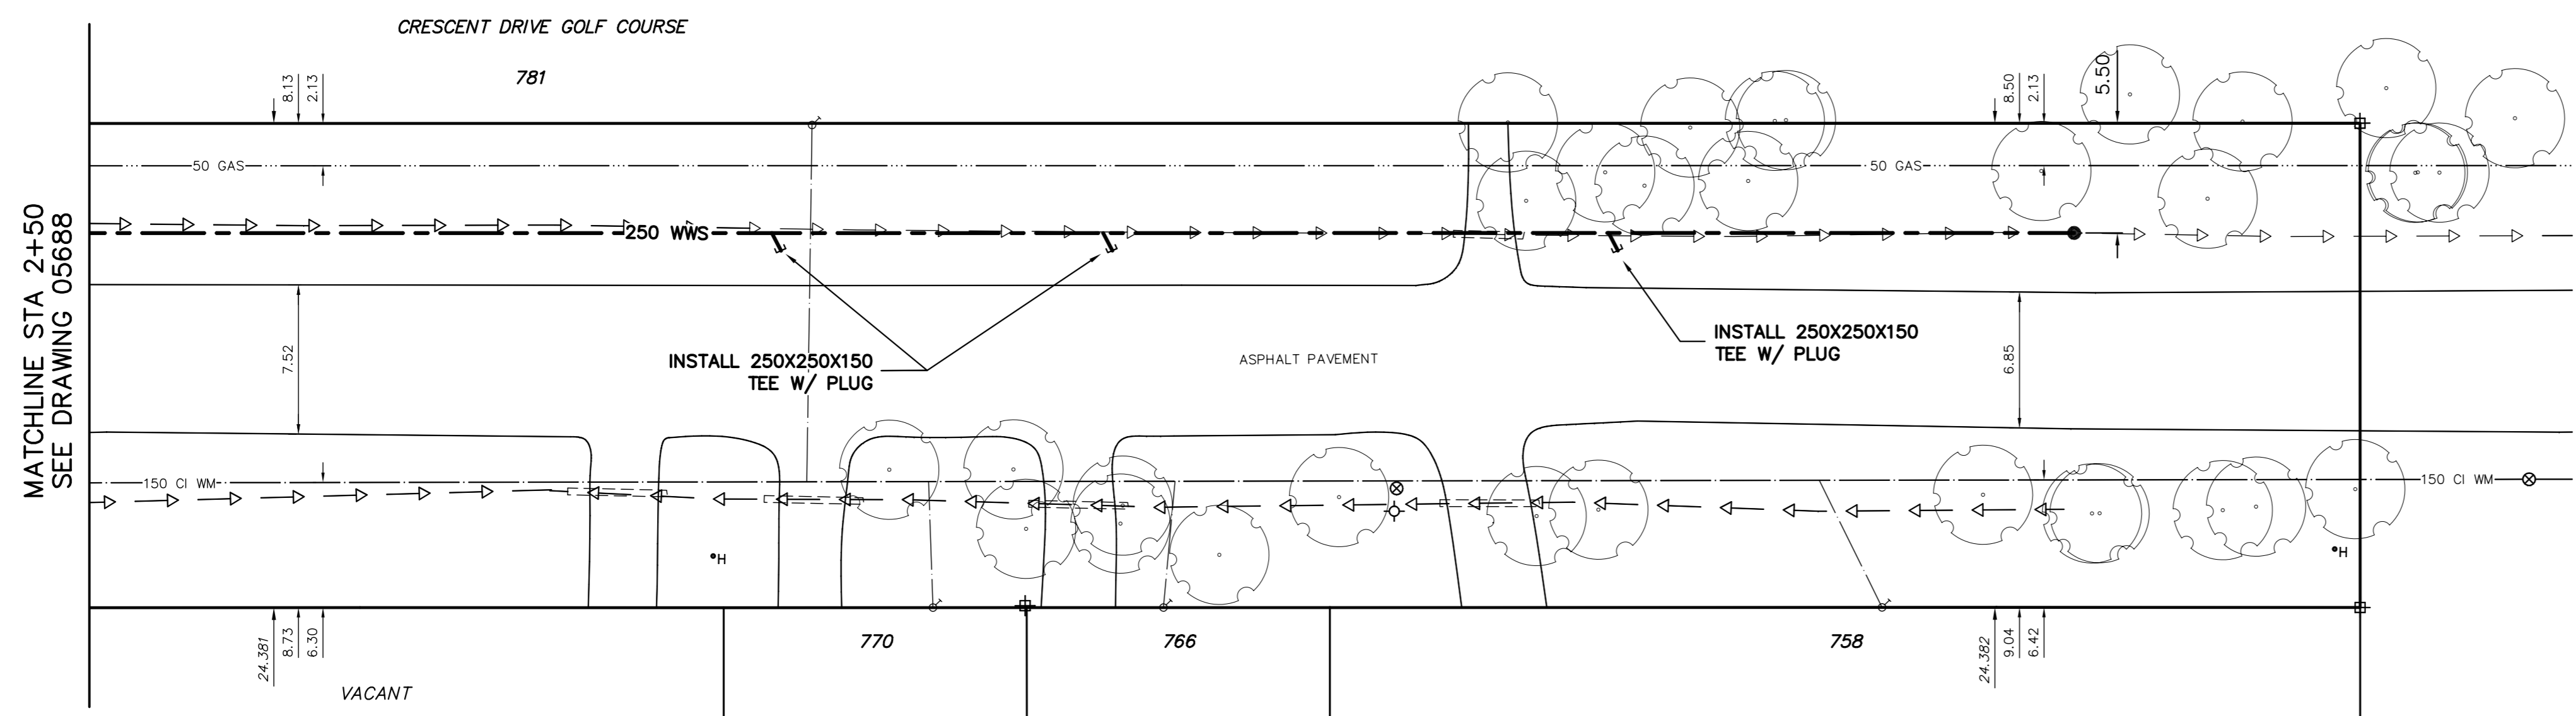 CRESCENT DRIVE GOLF COURSE
781
8.13
2.13
8.50
2.13
5.50
50 GAS
50 GAS
250 WWS
MATCHLINE STA 2+50
SEE DRAWING 05688
7.52
INSTALL 250X250X150
TEE W/ PLUG
ASPHALT PAVEMENT
INSTALL 250X250X150
TEE W/ PLUG
6.85
150 CI WM
150 CI WM
H
H
24.381
8.73
6.30
770
766
758
24.382
9.04
6.42
VACANT